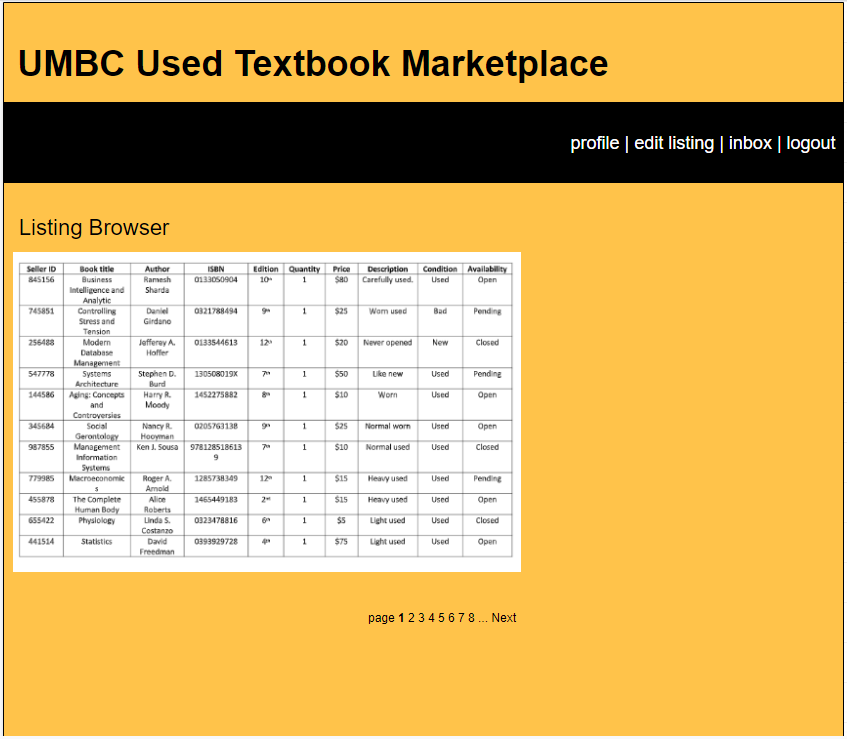 UMBC Used Textbook Marketplace
profile | edit listing | inbox | logout
Listing Browser
Seller ID Book title Author ISBN Edition Quantity Price Description Condition Availability
845156 Business Ramesh 0133050904 10th 1 $80 Carefully used. Used Open
Intelligence and Sharda
Analytic
745851 Controlling Daniel 0321788494 9th 1 $25 Worn used Bad Pending
Stress and Girdano
Tension
256488 Modern Jefferey A. 0133544613 12th 1 $20 Never opened New Closed
Database Hoffer
Management
547778 Systems Stephen D. 130508019X 7th 1 $50 Like new Used Pending
Architecture Burd
144586 Aging: Concepts Harry R. 1452275882 8th 1 $10 Worn Used Open
and Moody
Controversies
345684 Social Nancy R. 0205763138 9th 1 $25 Normal worn Used Open
Gerontology Hooyman
987855 Management Ken J. Sousa 978128518613 7th 1 $10 Normal used Used Closed
Information 9
Systems
779985 Macroeconomic Roger A. 1285738349 12th 1 $15 Heavy used Used Pending
s Arnold
455878 The Complete Alice 1465449183 2nd 1 $15 Heavy used Used Open
Human Body Roberts
655422 Physiology Linda S. 0323478816 6th 1 $5 Light used Used Closed
Costanzo
441514 Statistics David 0393929728 4th 1 $75 Light used Used Open
Freedman
page 1 2 3 4 5 6 7 8 ... Next